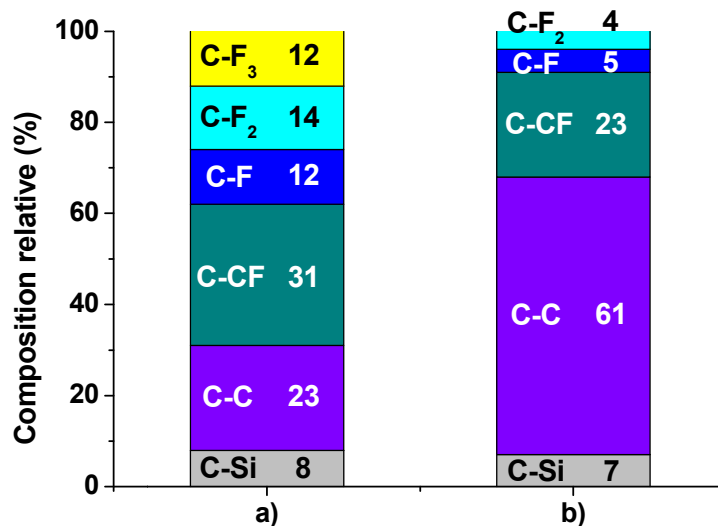 Composition relative (%)
100
80
60
40
20
0
C-F₃ 12
C-F₂ 14
C-F 12
C-CF 31
C-C 23
C-Si 8
a)
C-F₂ 4
C-F 5
C-CF 23
C-C 61
C-Si 7
b)